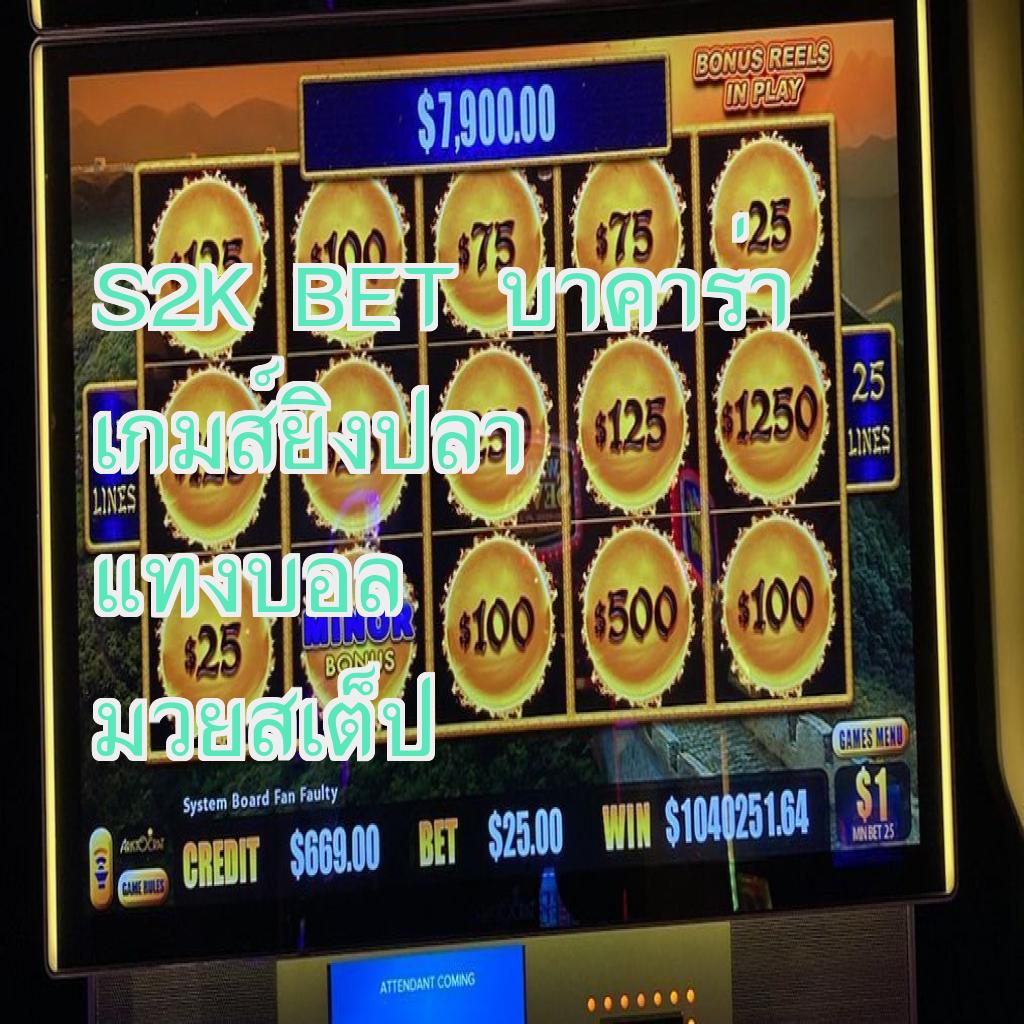 BONUS REELS
IN PLAY
$7,900.00
$125 $100 $75 $75 $25
S2K BET บาคาร่า
เกมส์ยิงปลา
$125 $1250
25
LINES
LINES
แทงบอล
$25 MINOR
BONUS $100 $500 $100
มวยสเต็ป
GAMES MENU
System Board Fan Faulty
ARISTOCRAT
GAME RULES
CREDIT $669.00 BET $25.00 WIN $1040251.64
$1
MIN BET 25
ATTENDANT COMING